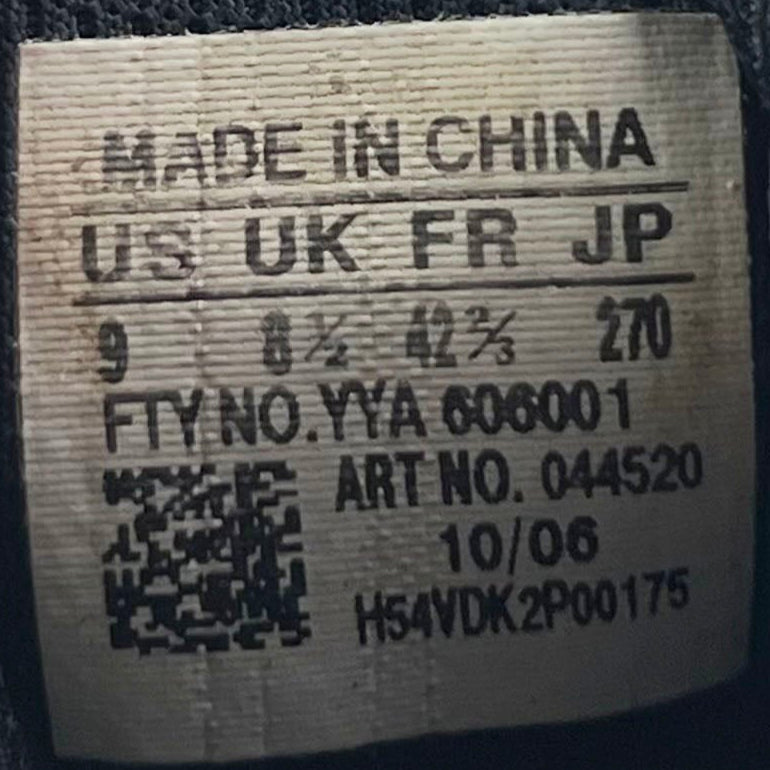 MADE IN CHINA
US UK FR JP
9 8½ 42⅔ 270
FTY NO.YYA 606001
ART NO. 044520
10/06
H54VDK2P00175